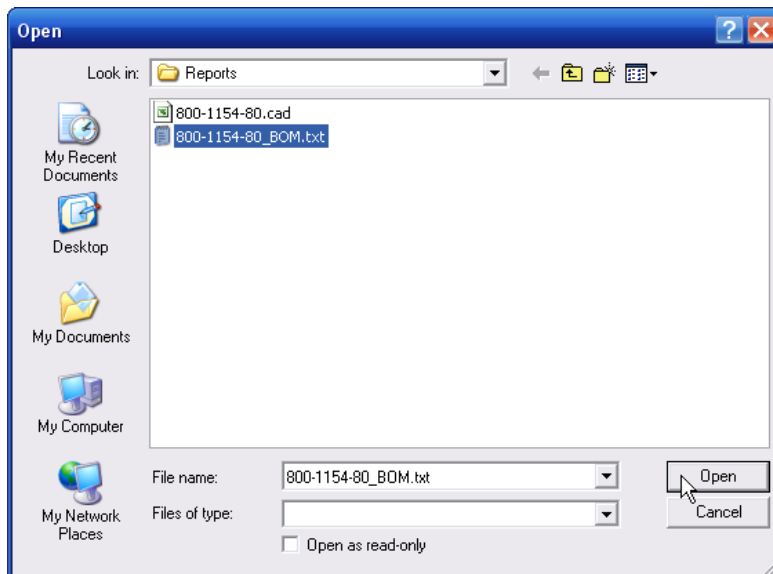 Open
Look in: Reports
800-1154-80.cad
800-1154-80_BOM.txt
My Recent
Documents
Desktop
My Documents
My Computer
My Network
Places
File name: 800-1154-80_BOM.txt Open
Files of type: Cancel
Open as read-only